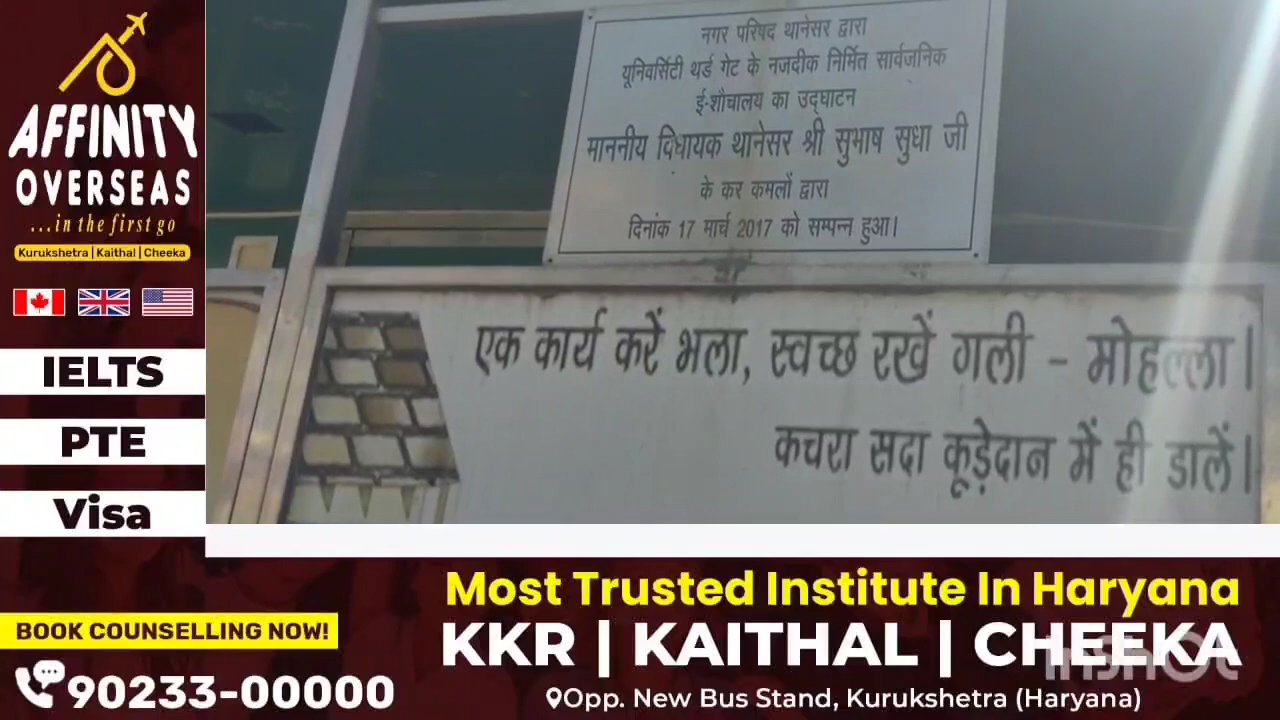 AFFINITY
OVERSEAS
...in the first go
Kurukshetra | Kaithal | Cheeka
IELTS
PTE
Visa
नगर परिषद थानेसर द्वारा
यूनिवर्सिटी थर्ड गेट के नजदीक निर्मित सार्वजनिक
ई-शौचालय का उद्घाटन
माननीय विधायक थानेसर श्री सुभाष सुधा जी
के कर कमलों द्वारा
दिनांक 17 मार्च 2017 को सम्पन्न हुआ।
एक कार्य करें भला, स्वच्छ रखें गली - मोहल्ला।
कचरा सदा कूड़ेदान में ही डालें।
Most Trusted Institute In Haryana
BOOK COUNSELLING NOW!
KKR | KAITHAL | CHEEKA
InShOt
90233-00000
Opp. New Bus Stand, Kurukshetra (Haryana)